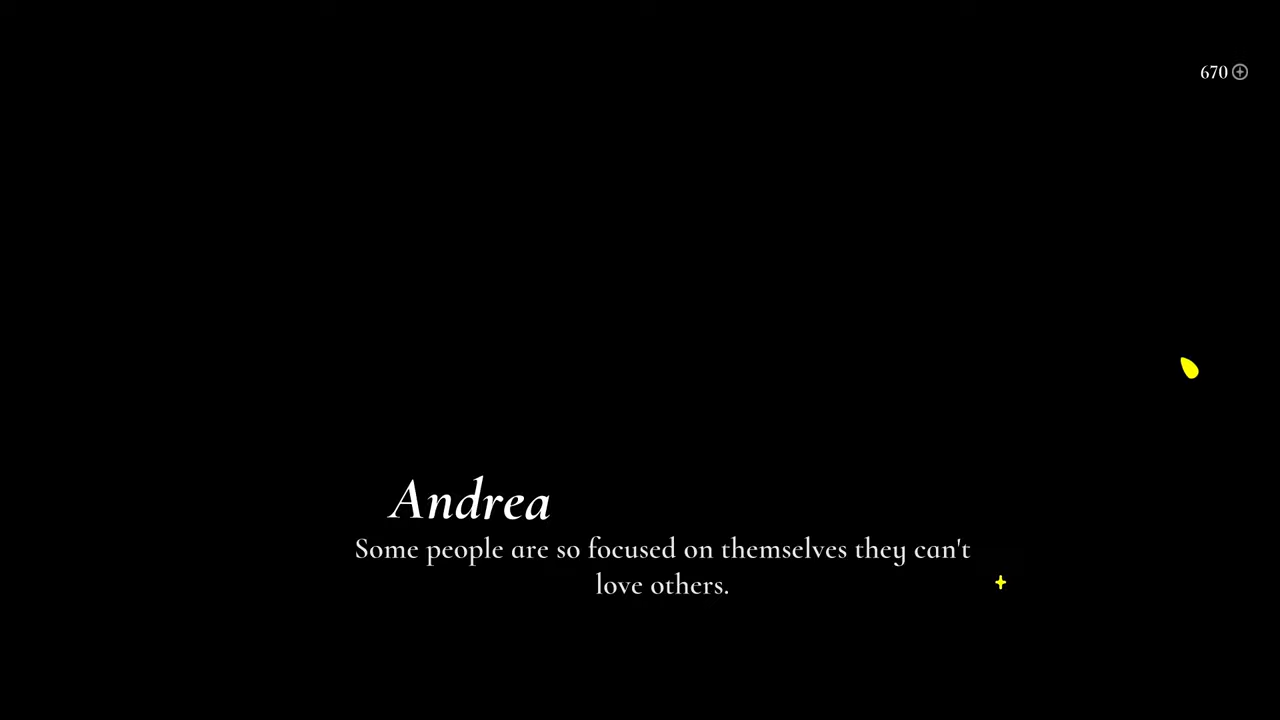 670
Andrea
Some people are so focused on themselves they can't
love others.